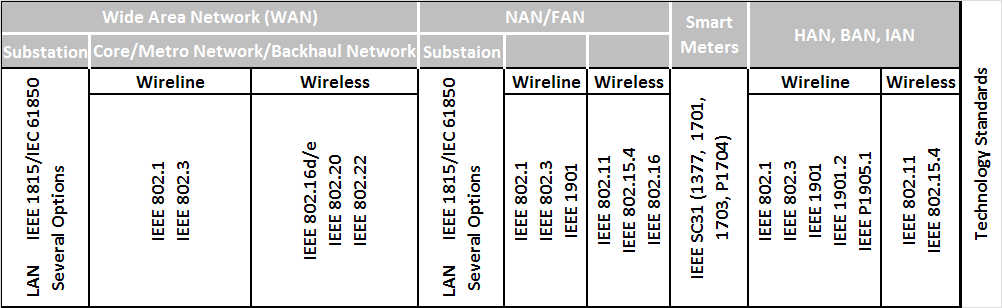 Wide Area Network (WAN)
NAN/FAN
Smart
Meters
HAN, BAN, IAN
Substation
Core/Metro Network/Backhaul Network
Substaion
Wireline
Wireless
Wireline
Wireless
Wireline
Wireless
LAN IEEE 1815/IEC 61850
Several Options
IEEE 802.1
IEEE 802.3
IEEE 802.16d/e
IEEE 802.20
IEEE 802.22
LAN IEEE 1815/IEC 61850
Several Options
IEEE 802.1
IEEE 802.3
IEEE 1901
IEEE 802.11
IEEE 802.15.4
IEEE 802.16
IEEE SC31 (1377, 1701,
1703, P1704)
IEEE 802.1
IEEE 802.3
IEEE 1901
IEEE 1901.2
IEEE P1905.1
IEEE 802.11
IEEE 802.15.4
Technology Standards